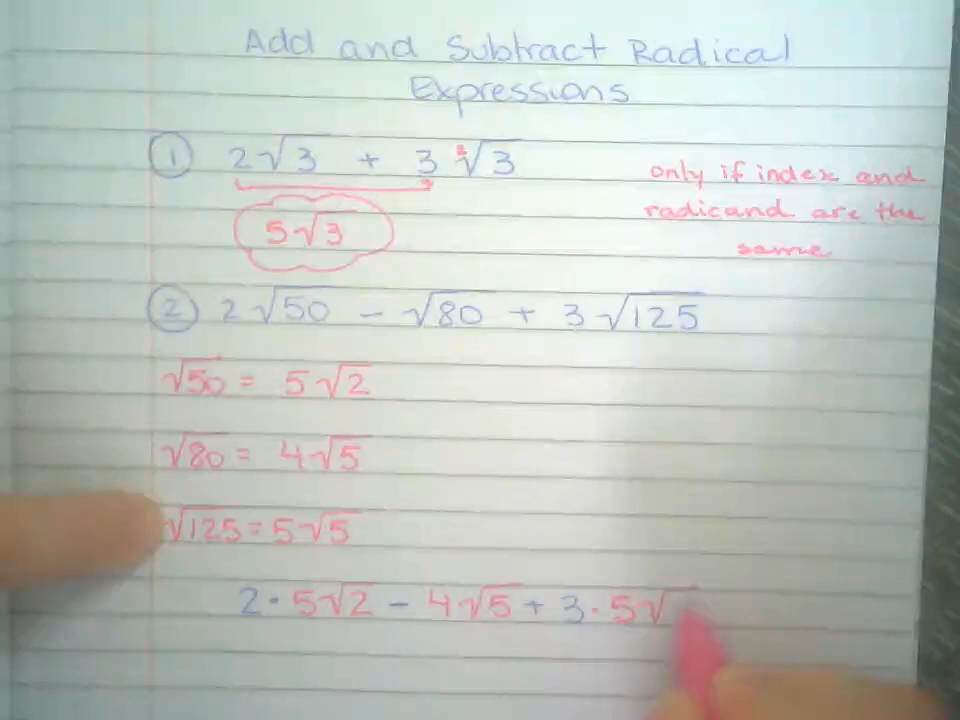 Add and Subtract Radical
Expressions
① 2√3 + 3 ²√3
only if index and
radicand are the
same
5√3
② 2√50 - √80 + 3√125
√50 = 5√2
√80 = 4√5
√125 = 5√5
2 · 5√2 - 4√5 + 3 · 5√